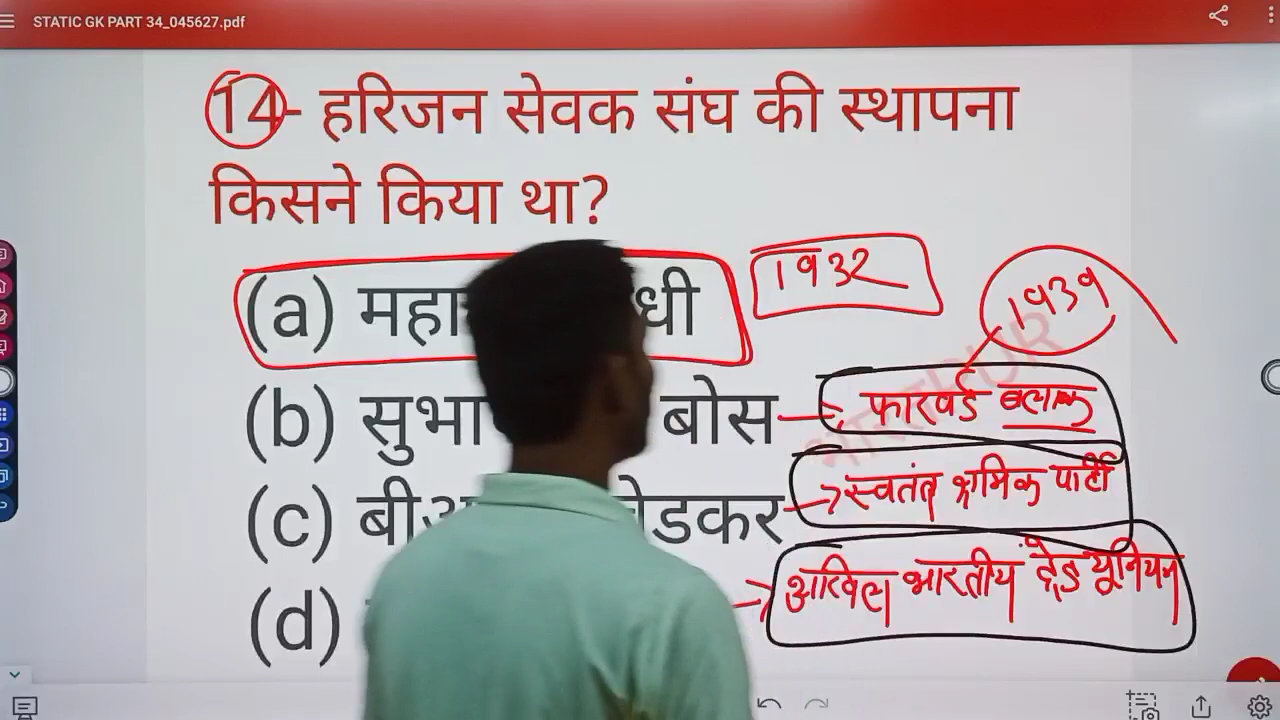 STATIC GK PART 34_045627.pdf
14- हरिजन सेवक संघ की स्थापना
किसने किया था?
(a) धी
1932
1939
(b) सुभा बोस
फारवर्ड ब्लाक
(c) बीअ ेडकर
स्वतंत्र श्रमिक पार्टी
(d)
अखिल भारतीय ट्रेड यूनियन